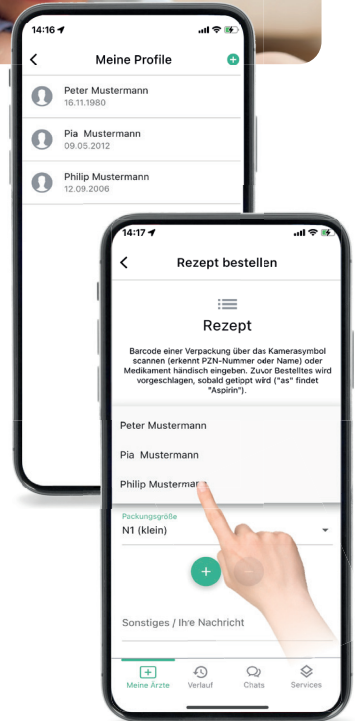 14:16
Meine Profile
Peter Mustermann
16.11.1980
Pia Mustermann
09.05.2012
Philip Mustermann
12.09.2006
14:17
Rezept bestellen
Rezept
Barcode einer Verpackung über das Kamerasymbol
scannen (erkennt PZN-Nummer oder Name) oder
Medikament händisch eingeben. Zuvor Bestelltes wird
vorgeschlagen, sobald getippt wird ("as" findet
"Aspirin").
Peter Mustermann
Pia Mustermann
Philip Mustermann
Packungsgröße
N1 (klein)
Sonstiges / Ihre Nachricht
Meine Ärzte
Verlauf
Chats
Services